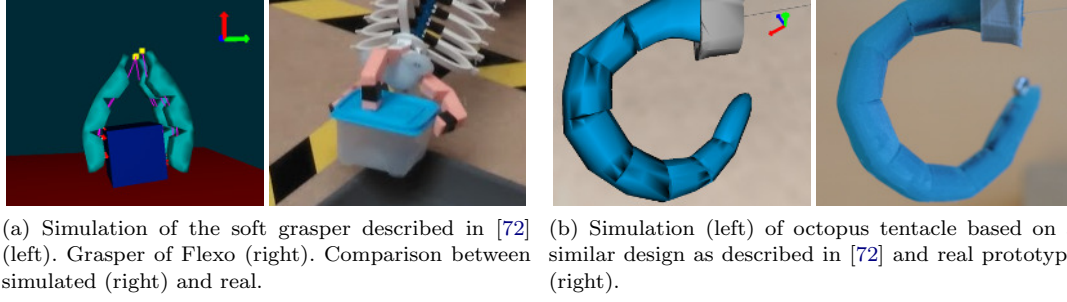 (a) Simulation of the soft grasper described in [72]
(left). Grasper of Flexo (right). Comparison between
simulated (right) and real.
(b) Simulation (left) of octopus tentacle based on
similar design as described in [72] and real prototyp
(right).